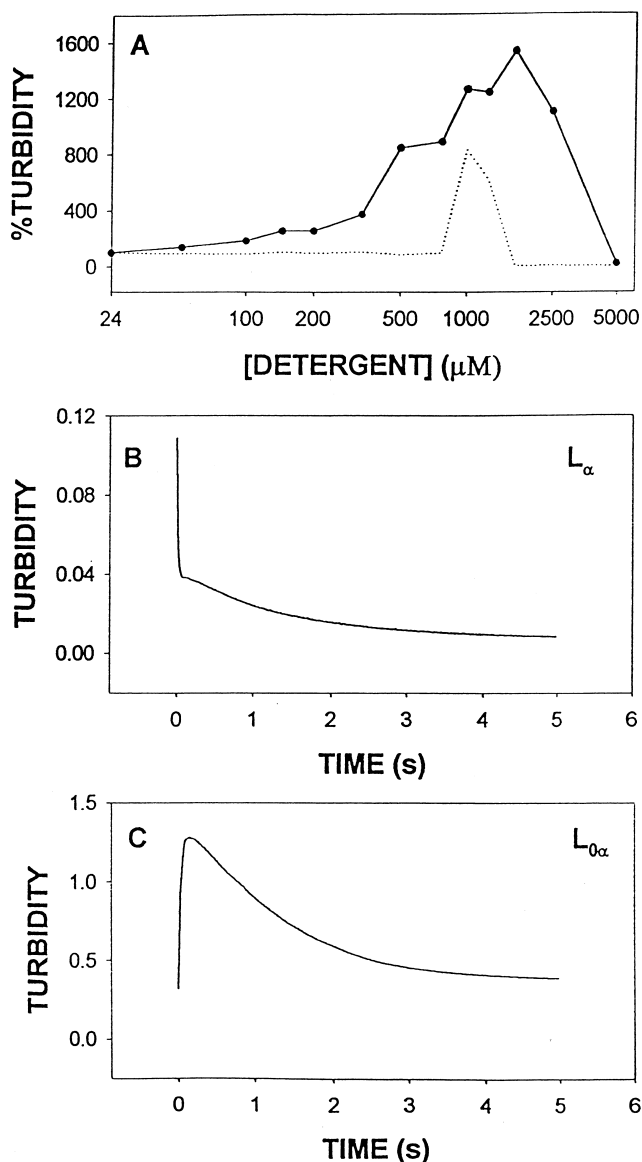 A
%TURBIDITY
1600
1200
800
400
0
24 100 200 500 1000 2500 5000
[DETERGENT] (μM)
B
Lα
TURBIDITY
0.12
0.08
0.04
0.00
0 1 2 3 4 5 6
TIME (s)
C
L0α
TURBIDITY
1.5
1.0
0.5
0.0
0 1 2 3 4 5 6
TIME (s)